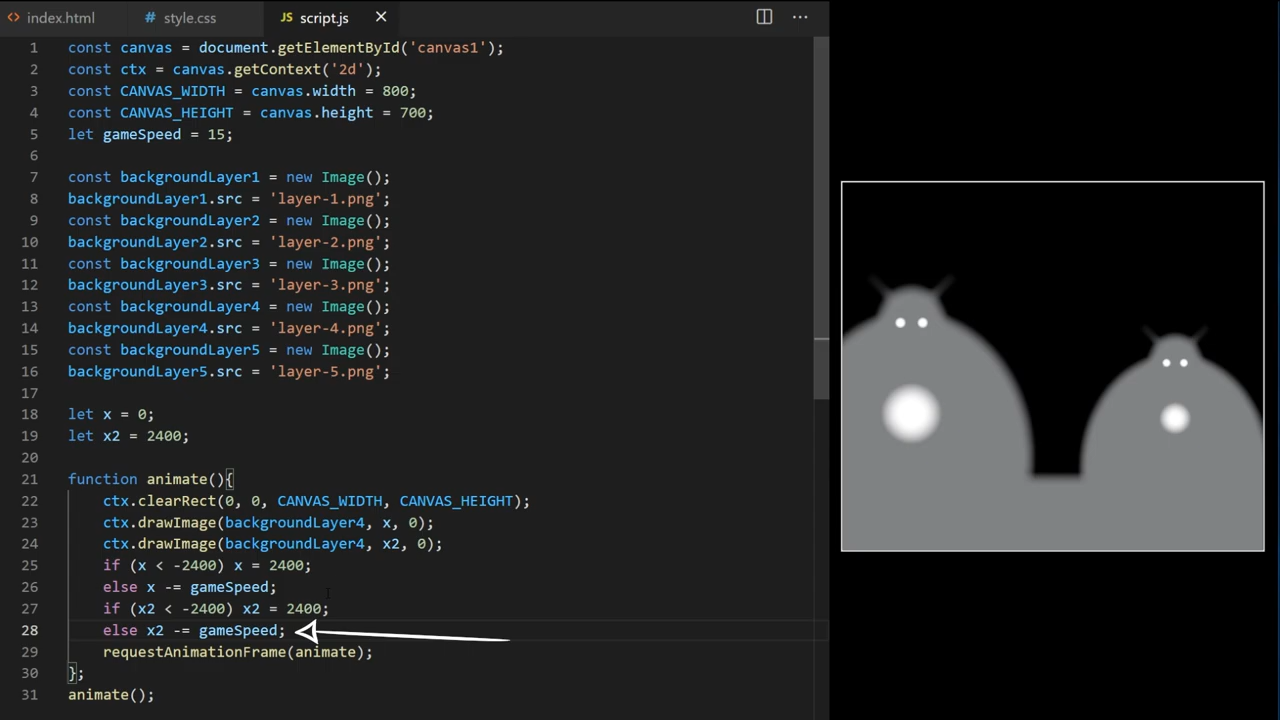 index.html # style.css JS script.js
1 const canvas = document.getElementById('canvas1');
2 const ctx = canvas.getContext('2d');
3 const CANVAS_WIDTH = canvas.width = 800;
4 const CANVAS_HEIGHT = canvas.height = 700;
5 let gameSpeed = 15;
6
7 const backgroundLayer1 = new Image();
8 backgroundLayer1.src = 'layer-1.png';
9 const backgroundLayer2 = new Image();
10 backgroundLayer2.src = 'layer-2.png';
11 const backgroundLayer3 = new Image();
12 backgroundLayer3.src = 'layer-3.png';
13 const backgroundLayer4 = new Image();
14 backgroundLayer4.src = 'layer-4.png';
15 const backgroundLayer5 = new Image();
16 backgroundLayer5.src = 'layer-5.png';
17
18 let x = 0;
19 let x2 = 2400;
20
21 function animate(){
22 ctx.clearRect(0, 0, CANVAS_WIDTH, CANVAS_HEIGHT);
23 ctx.drawImage(backgroundLayer4, x, 0);
24 ctx.drawImage(backgroundLayer4, x2, 0);
25 if (x < -2400) x = 2400;
26 else x -= gameSpeed;
27 if (x2 < -2400) x2 = 2400;
28 else x2 -= gameSpeed;
29 requestAnimationFrame(animate);
30 };
31 animate();